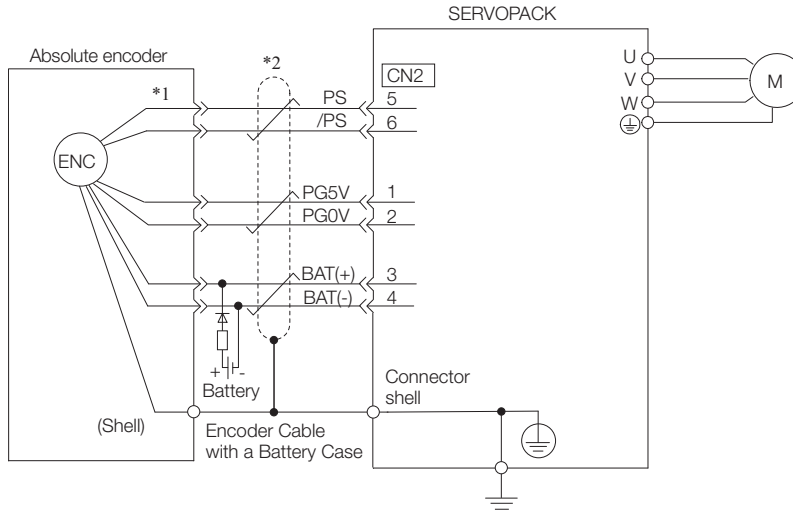 SERVOPACK
Absolute encoder
*2
CN2
U
V
W
M
*1
PS
5
/PS
6
ENC
PG5V
1
PG0V
2
BAT(+)
3
BAT(-)
4
+
-
Battery
Connector
shell
(Shell)
Encoder Cable
with a Battery Case